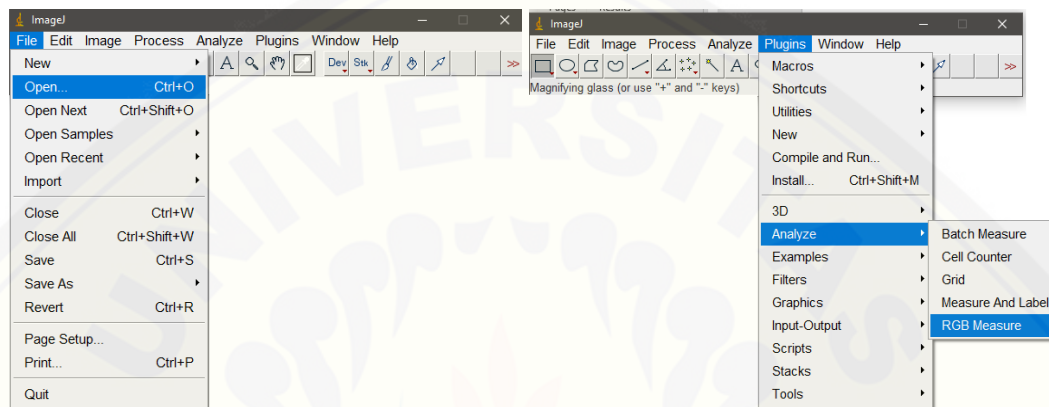 ImageJ
File Edit Image Process Analyze Plugins Window Help
A Dev Stk >>
New
Open... Ctrl+O
Open Next Ctrl+Shift+O
Open Samples
Open Recent
Import
Close Ctrl+W
Close All Ctrl+Shift+W
Save Ctrl+S
Save As
Revert Ctrl+R
Page Setup...
Print... Ctrl+P
Quit
ImageJ
File Edit Image Process Analyze Plugins Window Help
A >>
Magnifying glass (or use "+" and "-" keys)
Macros
Shortcuts
Utilities
New
Compile and Run...
Install... Ctrl+Shift+M
3D
Analyze
Batch Measure
Cell Counter
Grid
Measure And Label
RGB Measure
Examples
Filters
Graphics
Input-Output
Scripts
Stacks
Tools
UNIVERSITAS